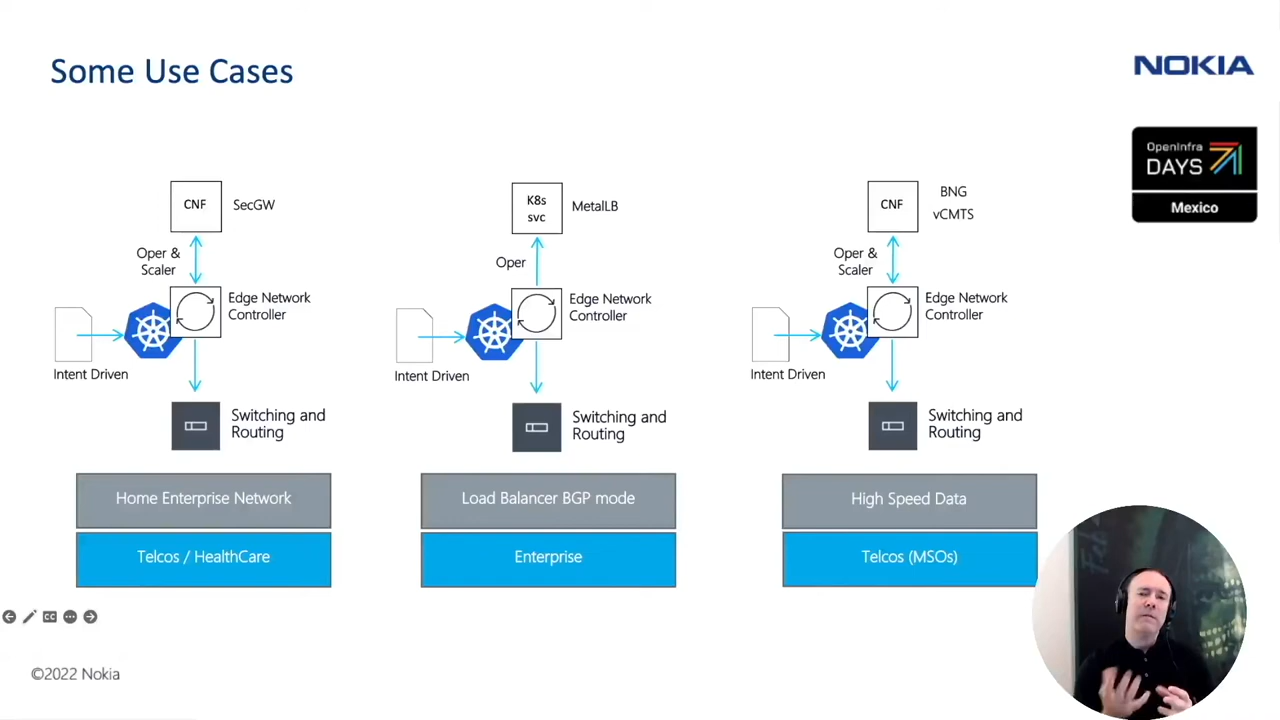 Some Use Cases
NOKIA
OpenInfra
DAYS
Mexico
CNF
SecGW
Oper &
Scaler
Edge Network
Controller
Intent Driven
Switching and
Routing
Home Enterprise Network
Telcos / HealthCare
K8s
svc
MetalLB
Oper
Edge Network
Controller
Intent Driven
Switching and
Routing
Load Balancer BGP mode
Enterprise
CNF
BNG
vCMTS
Oper &
Scaler
Edge Network
Controller
Intent Driven
Switching and
Routing
High Speed Data
Telcos (MSOs)
CC
©2022 Nokia